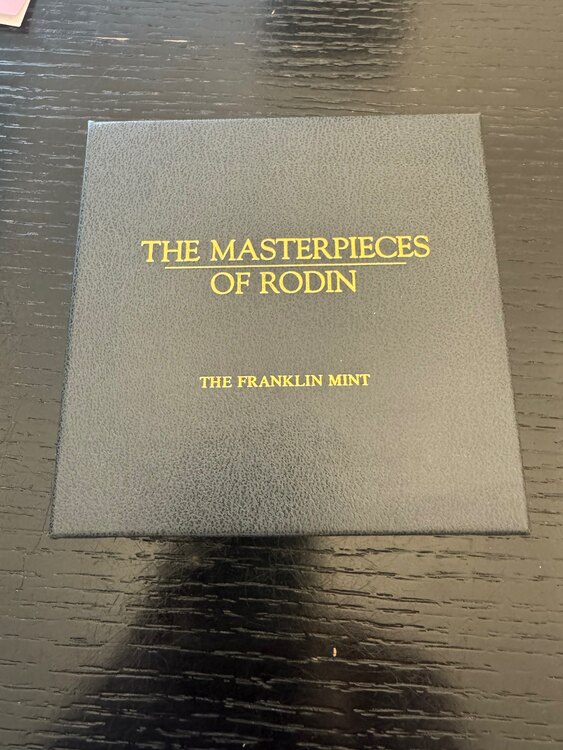 THE MASTERPIECES
OF RODIN
THE FRANKLIN MINT